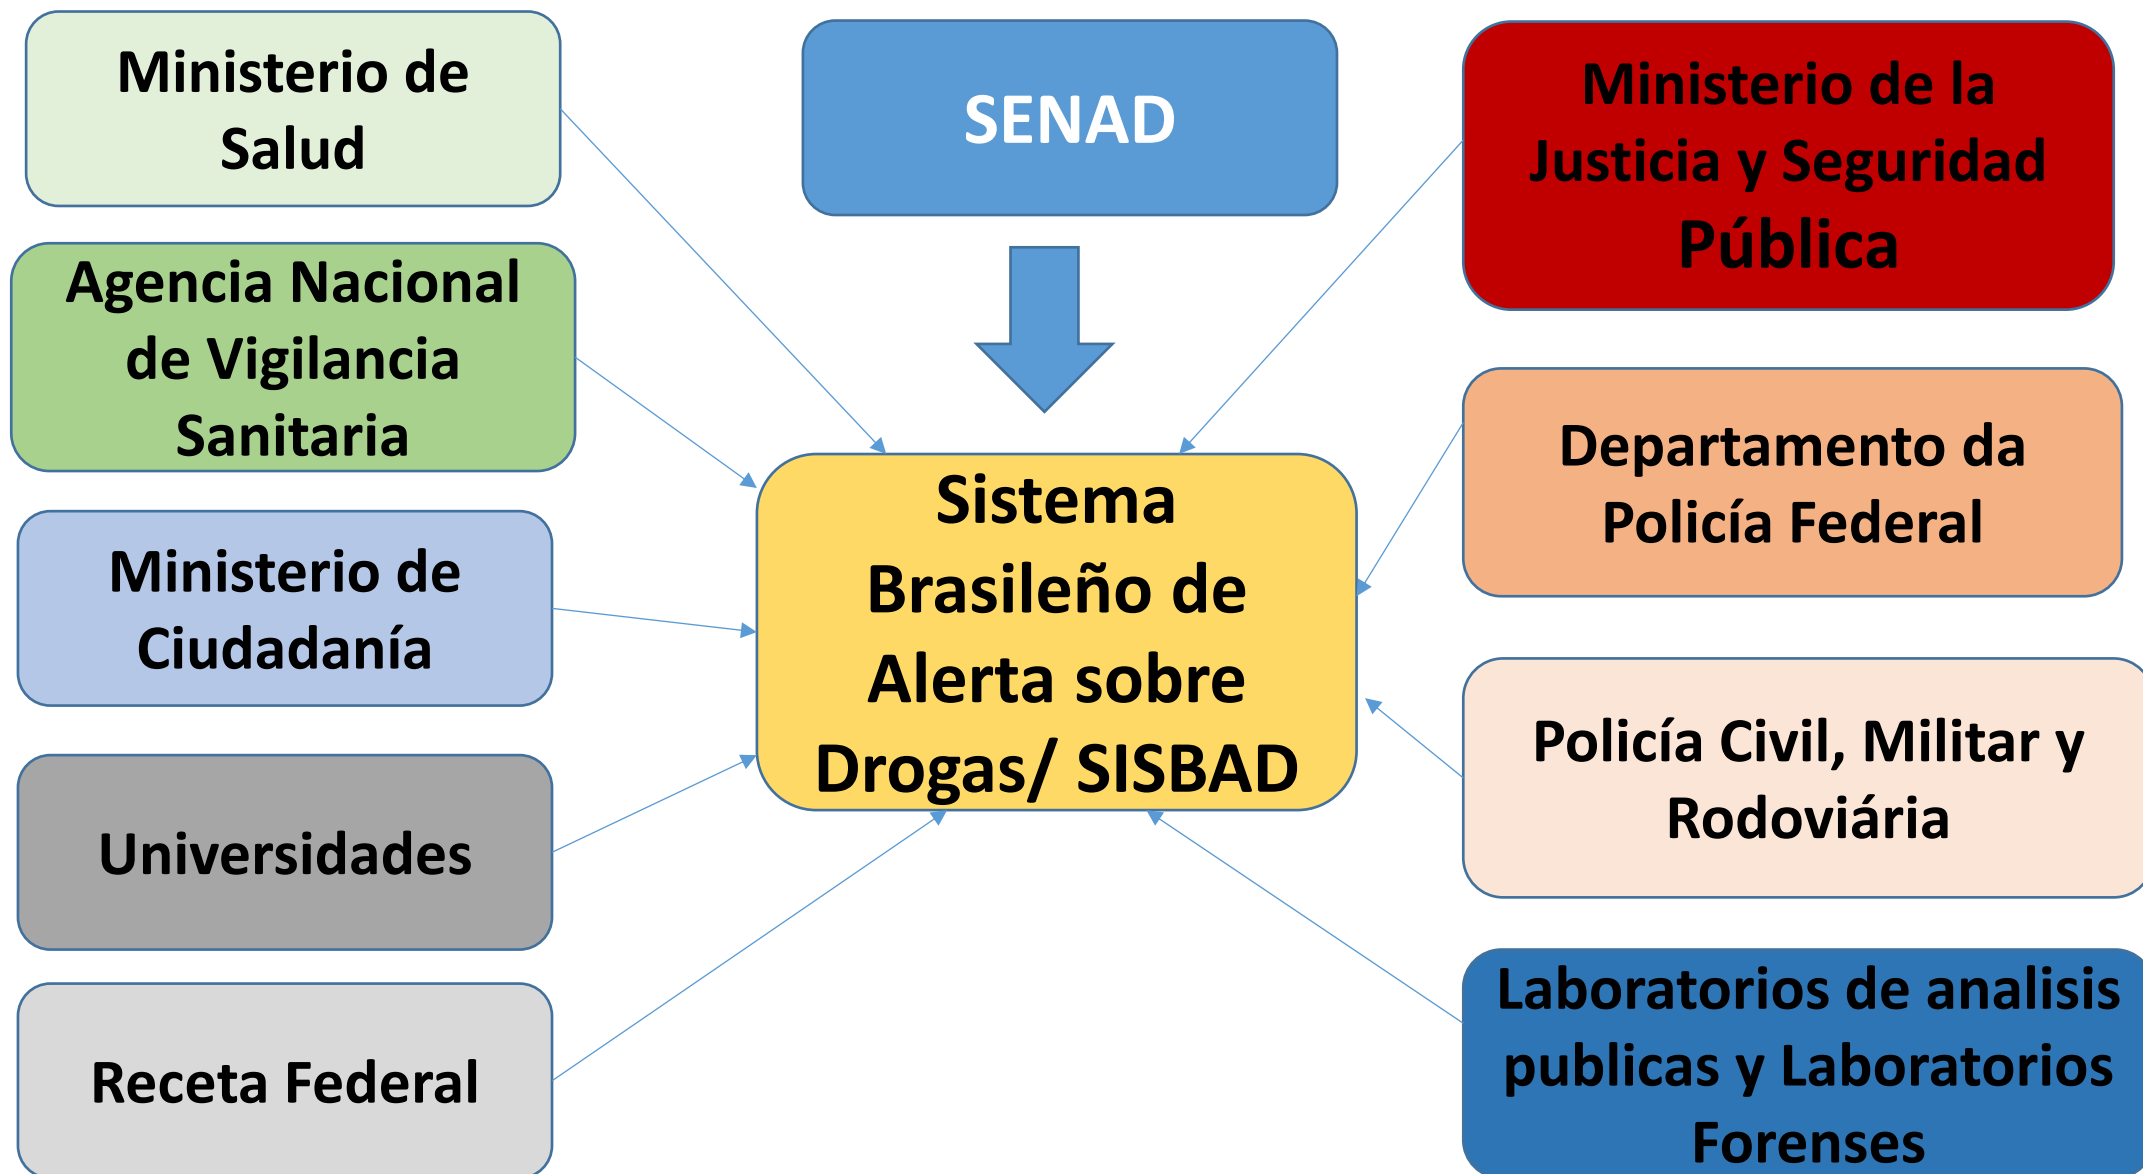 Ministerio de
Salud
SENAD
Ministerio de la
Justicia y Seguridad
Pública
Agencia Nacional
de Vigilancia
Sanitaria
Departamento da
Policía Federal
Sistema
Brasileño de
Alerta sobre
Drogas/ SISBAD
Ministerio de
Ciudadanía
Policía Civil, Militar y
Rodoviária
Universidades
Laboratorios de analisis
publicas y Laboratorios
Forenses
Receta Federal